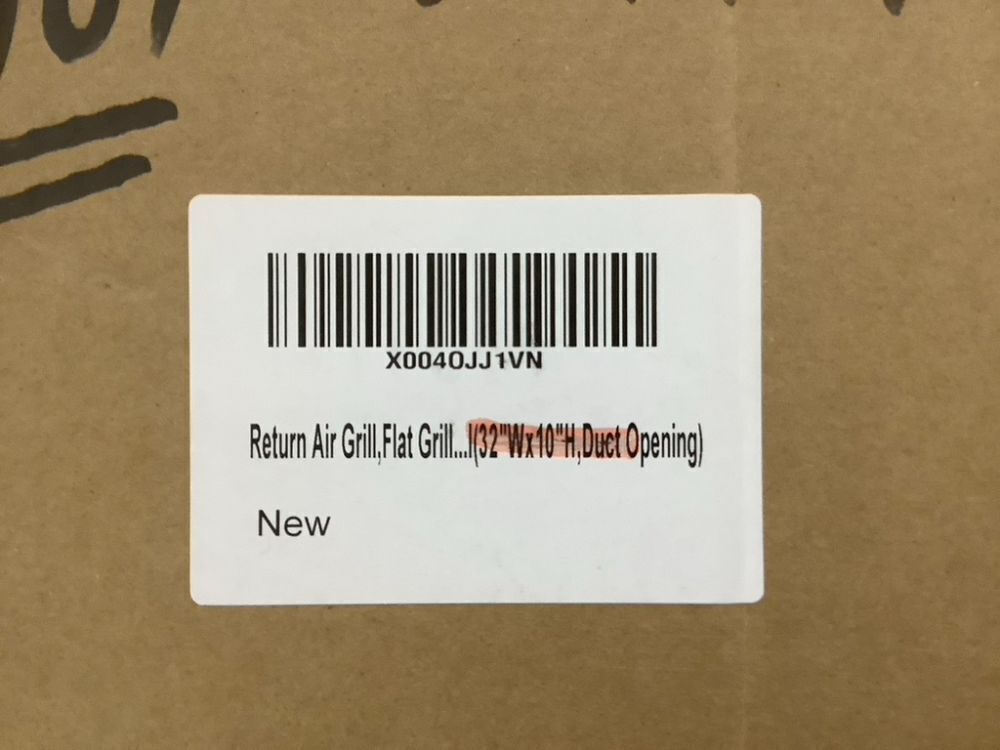 X004OJJ1VN
Return Air Grill,Flat Grill...l(32"Wx10"H,Duct Opening)
New